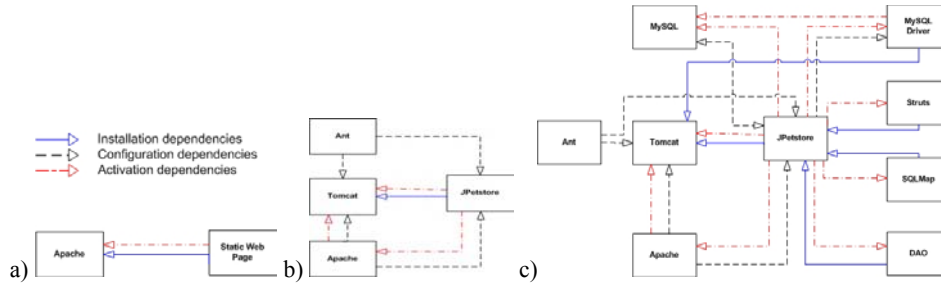 Installation dependencies
Configuration dependencies
Activation dependencies
a)
Apache
Static Web
Page
b)
Ant
Tomcat
JPetstore
Apache
c)
MySQL
MySQL
Driver
Struts
Ant
Tomcat
JPetstore
SQLMap
Apache
DAO